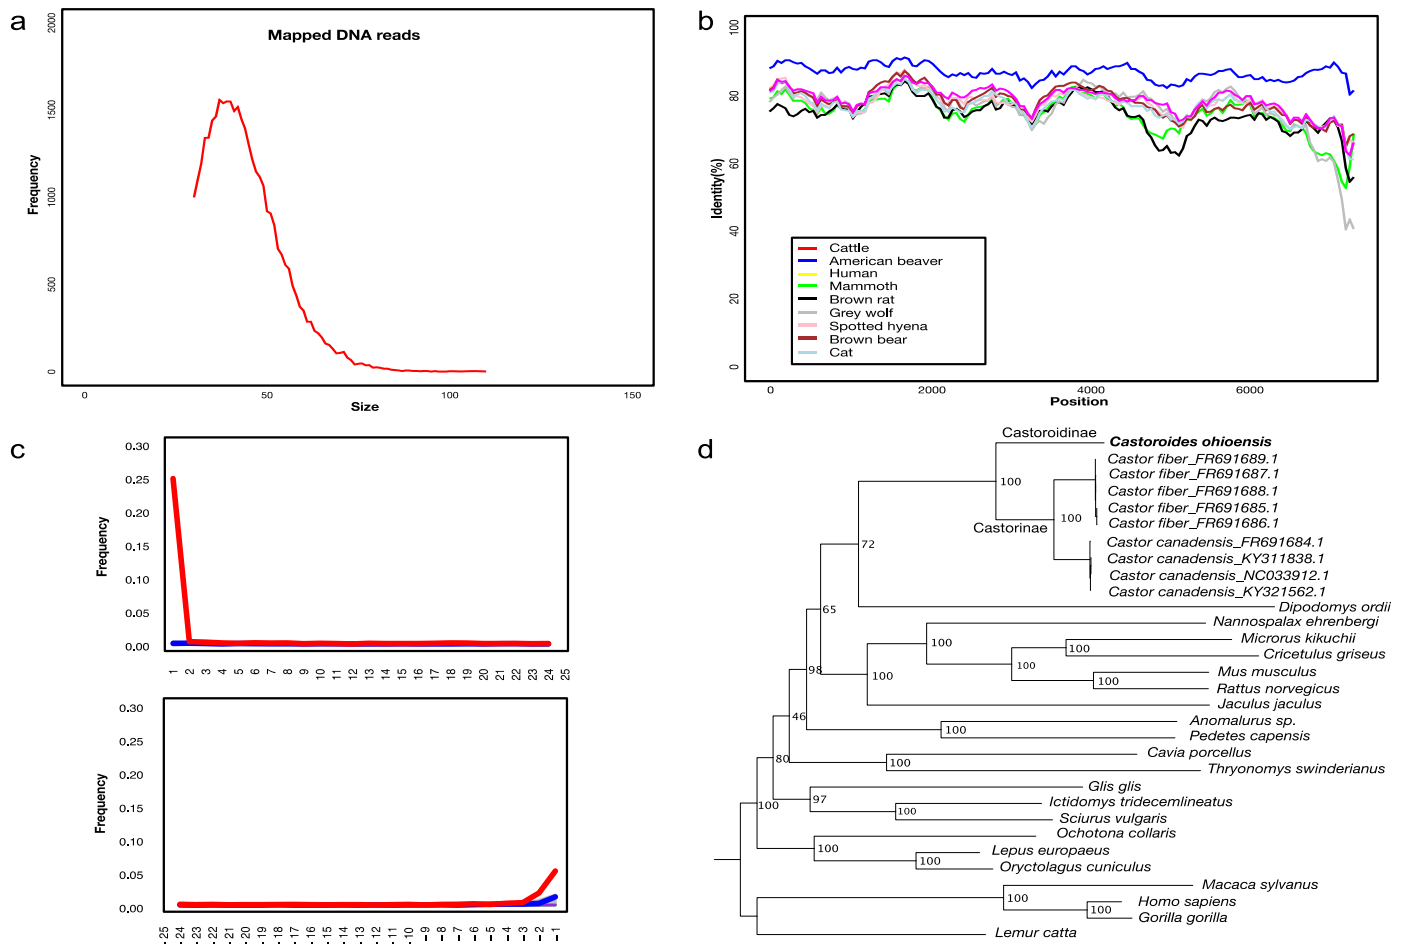 a
Mapped DNA reads
Frequency
0
500
1000
1500
2000
0
50
100
150
Size
b
Identity(%)
0
20
40
60
80
100
Cattle
American beaver
Human
Mammoth
Brown rat
Grey wolf
Spotted hyena
Brown bear
Cat
0
2000
4000
6000
Position
c
0.30
0.25
0.20
0.15
0.10
0.05
0.00
Frequency
1
2
3
4
5
6
7
8
9
10
11
12
13
14
15
16
17
18
19
20
21
22
23
24
25
0.30
0.25
0.20
0.15
0.10
0.05
0.00
Frequency
-25
-24
-23
-22
-21
-20
-19
-18
-17
-16
-15
-14
-13
-12
-11
-10
-9
-8
-7
-6
-5
-4
-3
-2
-1
d
Castoroidinae
Castoroides ohioensis
Castor fiber_FR691689.1
Castor fiber_FR691687.1
100
Castor fiber_FR691688.1
Castor fiber_FR691685.1
100
Castor fiber_FR691686.1
Castorinae
Castor canadensis_FR691684.1
72
Castor canadensis_KY311838.1
Castor canadensis_NC033912.1
Castor canadensis_KY321562.1
Dipodomys ordii
65
Nannospalax ehrenbergi
100
Microrus kikuchii
100
Cricetulus griseus
100
98
Mus musculus
100
100
Rattus norvegicus
Jaculus jaculus
46
Anomalurus sp.
100
Pedetes capensis
80
Cavia porcellus
100
Thryonomys swinderianus
Glis glis
97
100
Ictidomys tridecemlineatus
100
Sciurus vulgaris
Ochotona collaris
100
Lepus europaeus
100
Oryctolagus cuniculus
Macaca sylvanus
100
Homo sapiens
100
Gorilla gorilla
Lemur catta